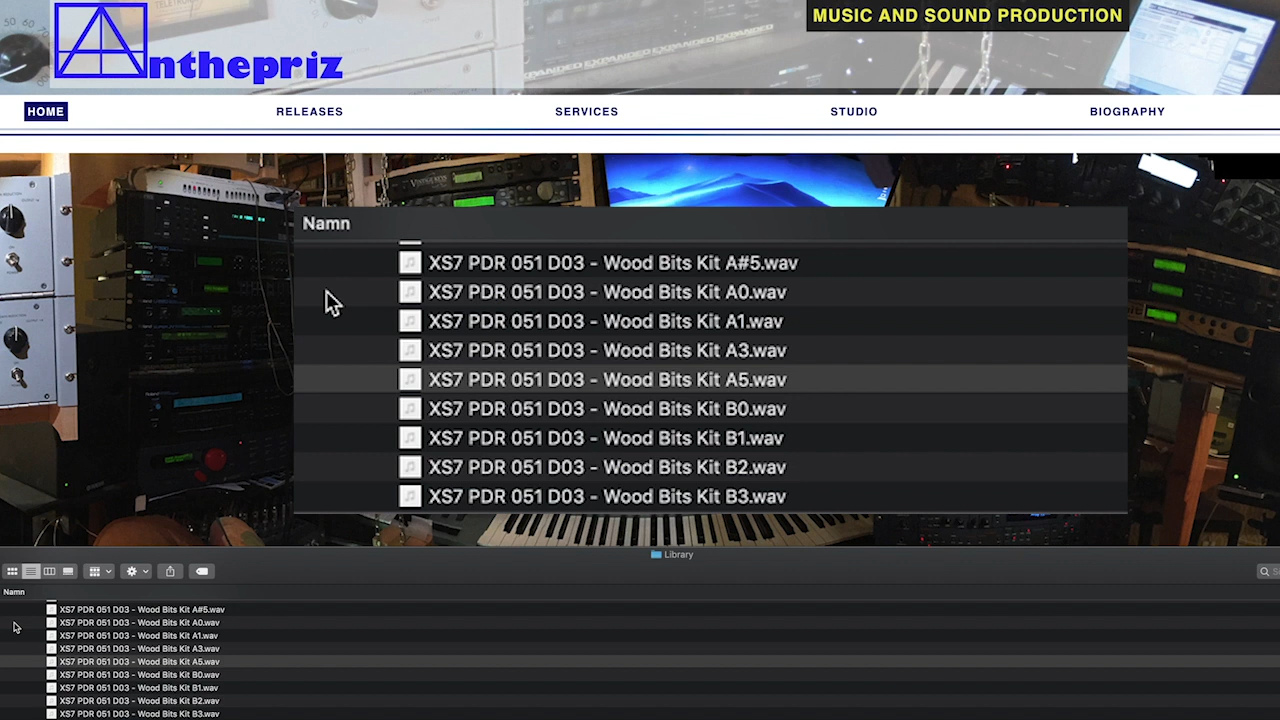 Anthepriz
MUSIC AND SOUND PRODUCTION
HOME RELEASES SERVICES STUDIO BIOGRAPHY
Namn
XS7 PDR 051 D03 - Wood Bits Kit A#5.wav
XS7 PDR 051 D03 - Wood Bits Kit A0.wav
XS7 PDR 051 D03 - Wood Bits Kit A1.wav
XS7 PDR 051 D03 - Wood Bits Kit A3.wav
XS7 PDR 051 D03 - Wood Bits Kit A5.wav
XS7 PDR 051 D03 - Wood Bits Kit B0.wav
XS7 PDR 051 D03 - Wood Bits Kit B1.wav
XS7 PDR 051 D03 - Wood Bits Kit B2.wav
XS7 PDR 051 D03 - Wood Bits Kit B3.wav
Library
Namn
XS7 PDR 051 D03 - Wood Bits Kit A#5.wav
XS7 PDR 051 D03 - Wood Bits Kit A0.wav
XS7 PDR 051 D03 - Wood Bits Kit A1.wav
XS7 PDR 051 D03 - Wood Bits Kit A3.wav
XS7 PDR 051 D03 - Wood Bits Kit A5.wav
XS7 PDR 051 D03 - Wood Bits Kit B0.wav
XS7 PDR 051 D03 - Wood Bits Kit B1.wav
XS7 PDR 051 D03 - Wood Bits Kit B2.wav
XS7 PDR 051 D03 - Wood Bits Kit B3.wav